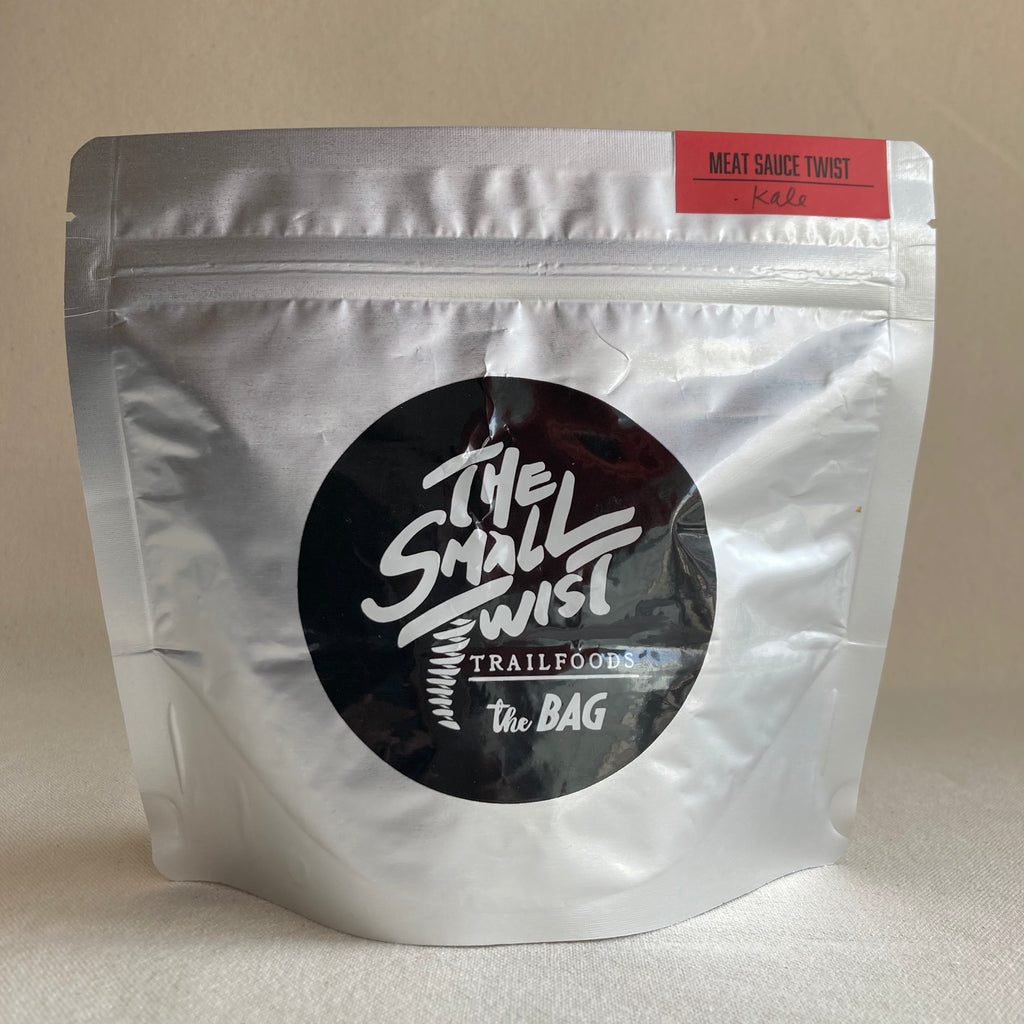 MEAT SAUCE TWIST
Kale
THE
SMALL
TWIST
TRAILFOODS
the BAG